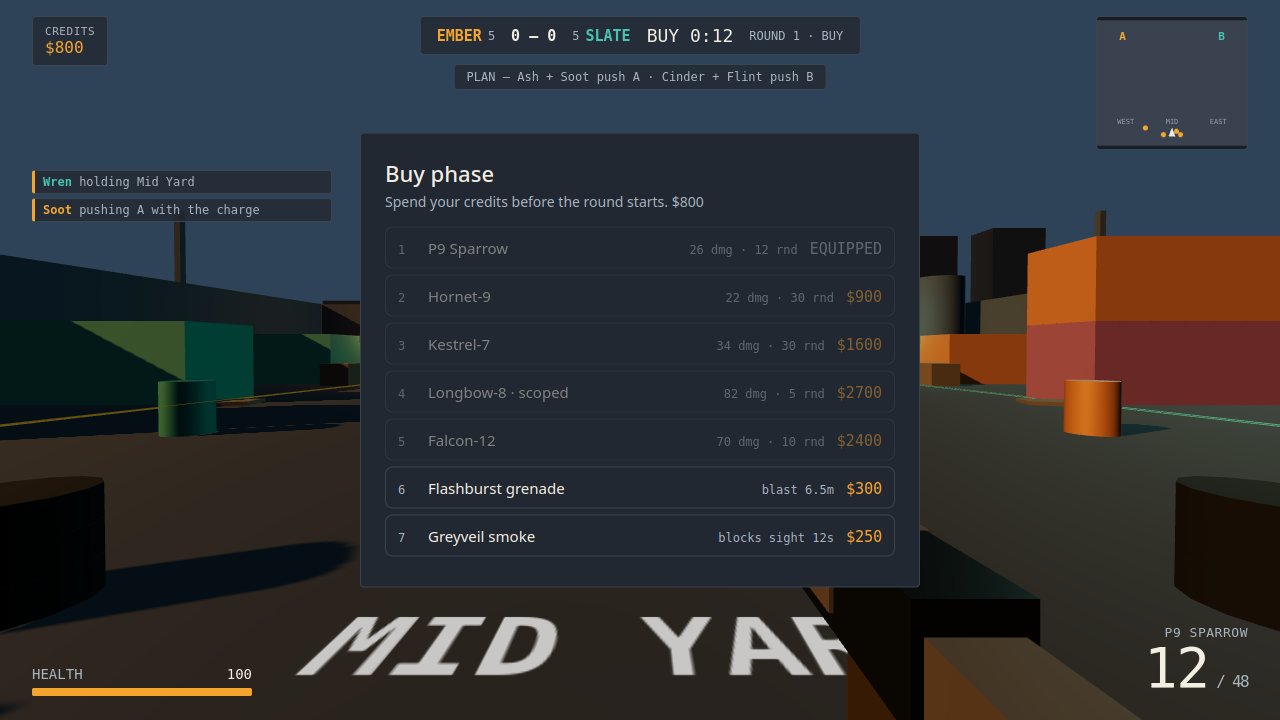 CREDITS
$800
EMBER 5 0 — 0 5 SLATE BUY 0:12 ROUND 1 · BUY
PLAN — Ash + Soot push A · Cinder + Flint push B
A B
WEST MID EAST
Wren holding Mid Yard
Soot pushing A with the charge
Buy phase
Spend your credits before the round starts. $800
1 P9 Sparrow 26 dmg · 12 rnd EQUIPPED
2 Hornet-9 22 dmg · 30 rnd $900
3 Kestrel-7 34 dmg · 30 rnd $1600
4 Longbow-8 · scoped 82 dmg · 5 rnd $2700
5 Falcon-12 70 dmg · 10 rnd $2400
6 Flashburst grenade blast 6.5m $300
7 Greyveil smoke blocks sight 12s $250
MID YAR
HEALTH 100
P9 SPARROW
12 / 48